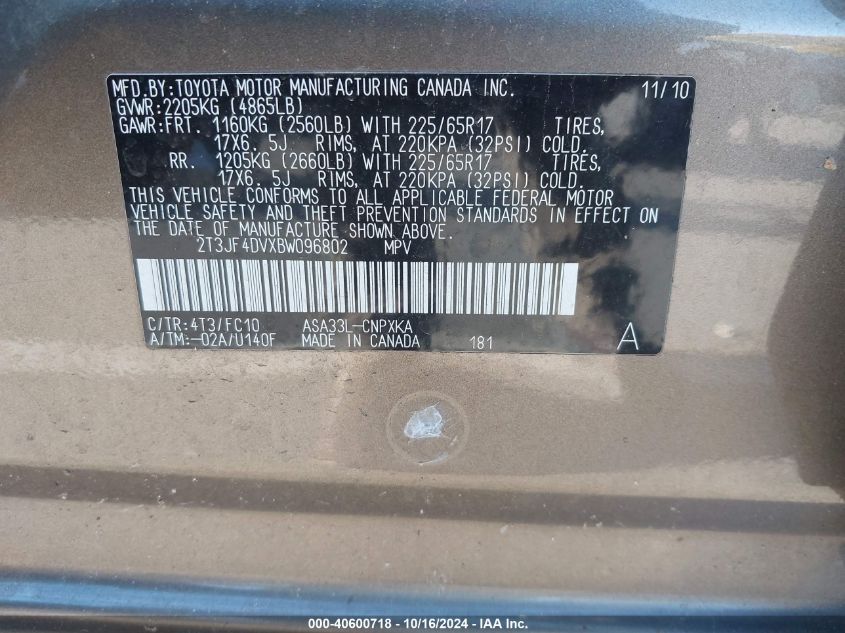 MFD.BY:TOYOTA MOTOR MANUFACTURING CANADA INC. 11/10
GVWR:2205KG (4865LB)
GAWR:FRT. 1160KG (2560LB) WITH 225/65R17 TIRES,
17X6.5J RIMS, AT 220KPA (32PSI) COLD.
RR. 1205KG (2660LB) WITH 225/65R17 TIRES,
17X6.5J RIMS, AT 220KPA (32PSI) COLD.
THIS VEHICLE CONFORMS TO ALL APPLICABLE FEDERAL MOTOR
VEHICLE SAFETY AND THEFT PREVENTION STANDARDS IN EFFECT ON
THE DATE OF MANUFACTURE SHOWN ABOVE.
2T3JF4DVXBW096802 MPV
C/TR:4T3/FC10 ASA33L-CNPXKA
A/TM:-02A/U140F MADE IN CANADA 181 A
000-40600718 - 10/16/2024 - IAA Inc.